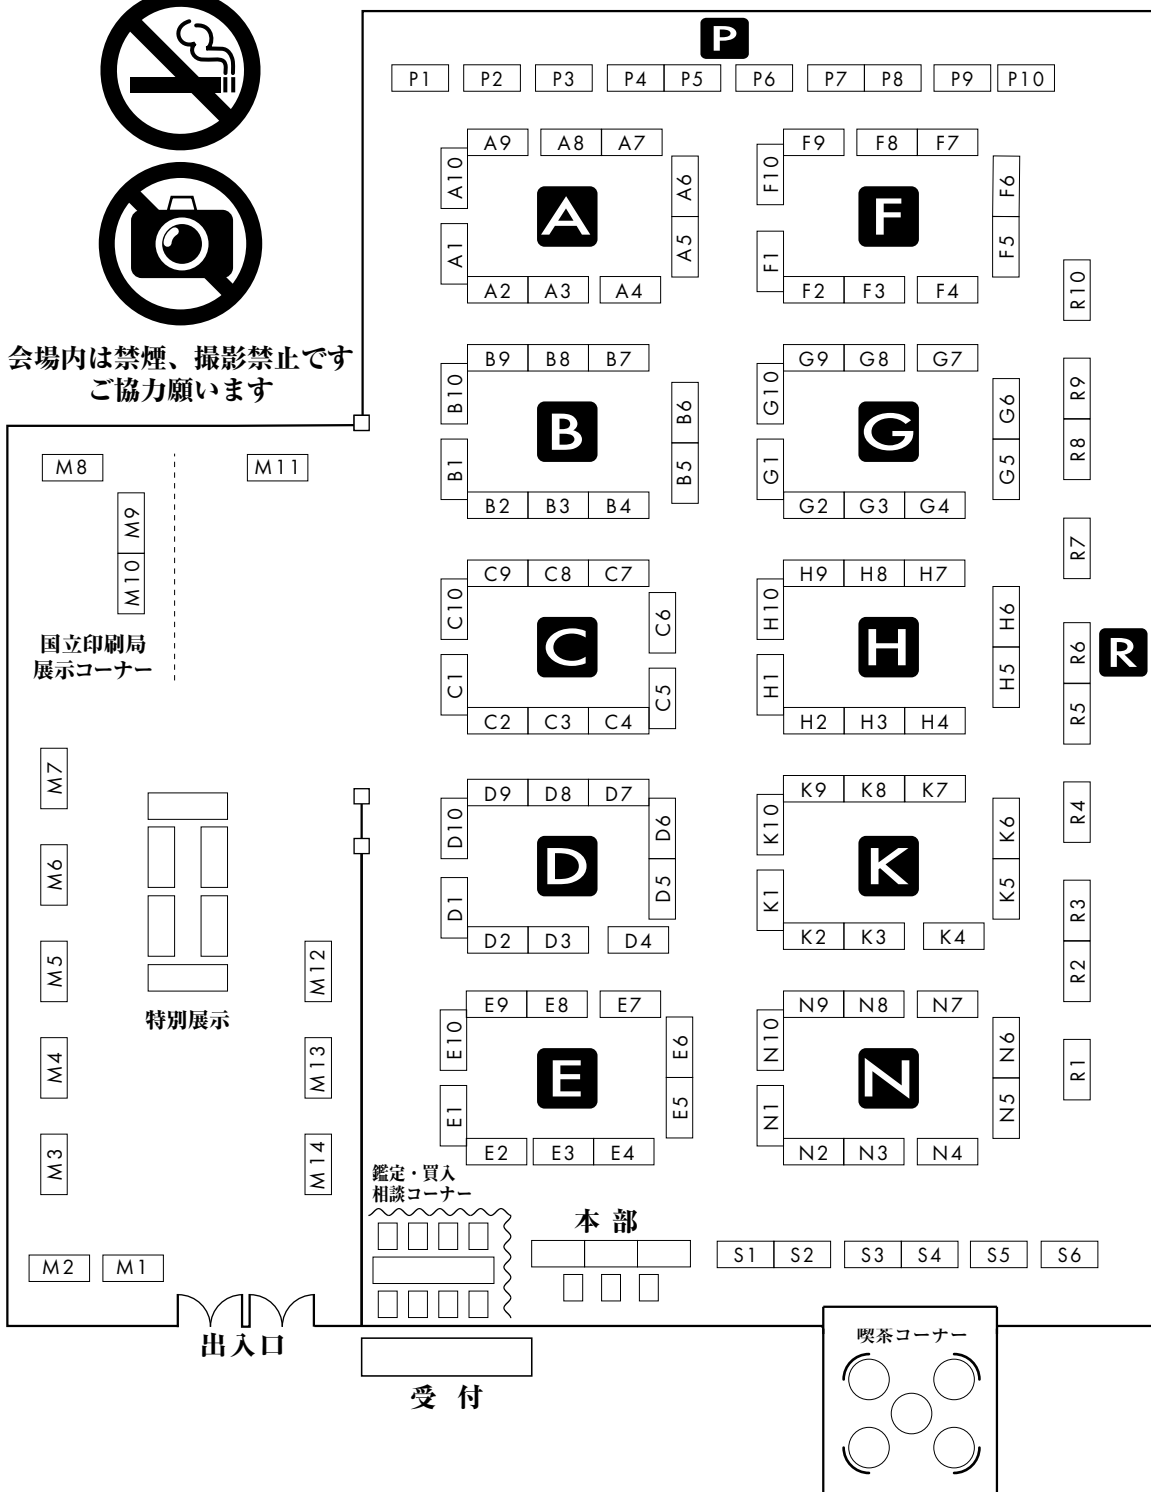 P
P1 P2 P3 P4 P5 P6 P7 P8 P9 P10
A9 A8 A7
A10 A6
A
A1 A5
A2 A3 A4
F9 F8 F7
F10 F6
F
F1 F5
F2 F3 F4
会場内は禁煙、撮影禁止です
ご協力願います
B9 B8 B7
B10 B6
B
B1 B5
B2 B3 B4
G9 G8 G7
G10 G6
G
G1 G5
G2 G3 G4
R10
R9
R8
R7
R6
R
R5
R4
R3
R2
R1
M8 M11
M9
M10
国立印刷局
展示コーナー
C9 C8 C7
C10 C6
C
C1 C5
C2 C3 C4
H9 H8 H7
H10 H6
H
H1 H5
H2 H3 H4
M7
M6
M5
M4
M3
特別展示
M12
M13
M14
D9 D8 D7
D10 D6
D
D1 D5
D2 D3 D4
K9 K8 K7
K10 K6
K
K1 K5
K2 K3 K4
E9 E8 E7
E10 E6
E
E1 E5
E2 E3 E4
N9 N8 N7
N10 N6
N
N1 N5
N2 N3 N4
鑑定・買入
相談コーナー
本部
S1 S2 S3 S4 S5 S6
M2 M1
出入口
受付
喫茶コーナー